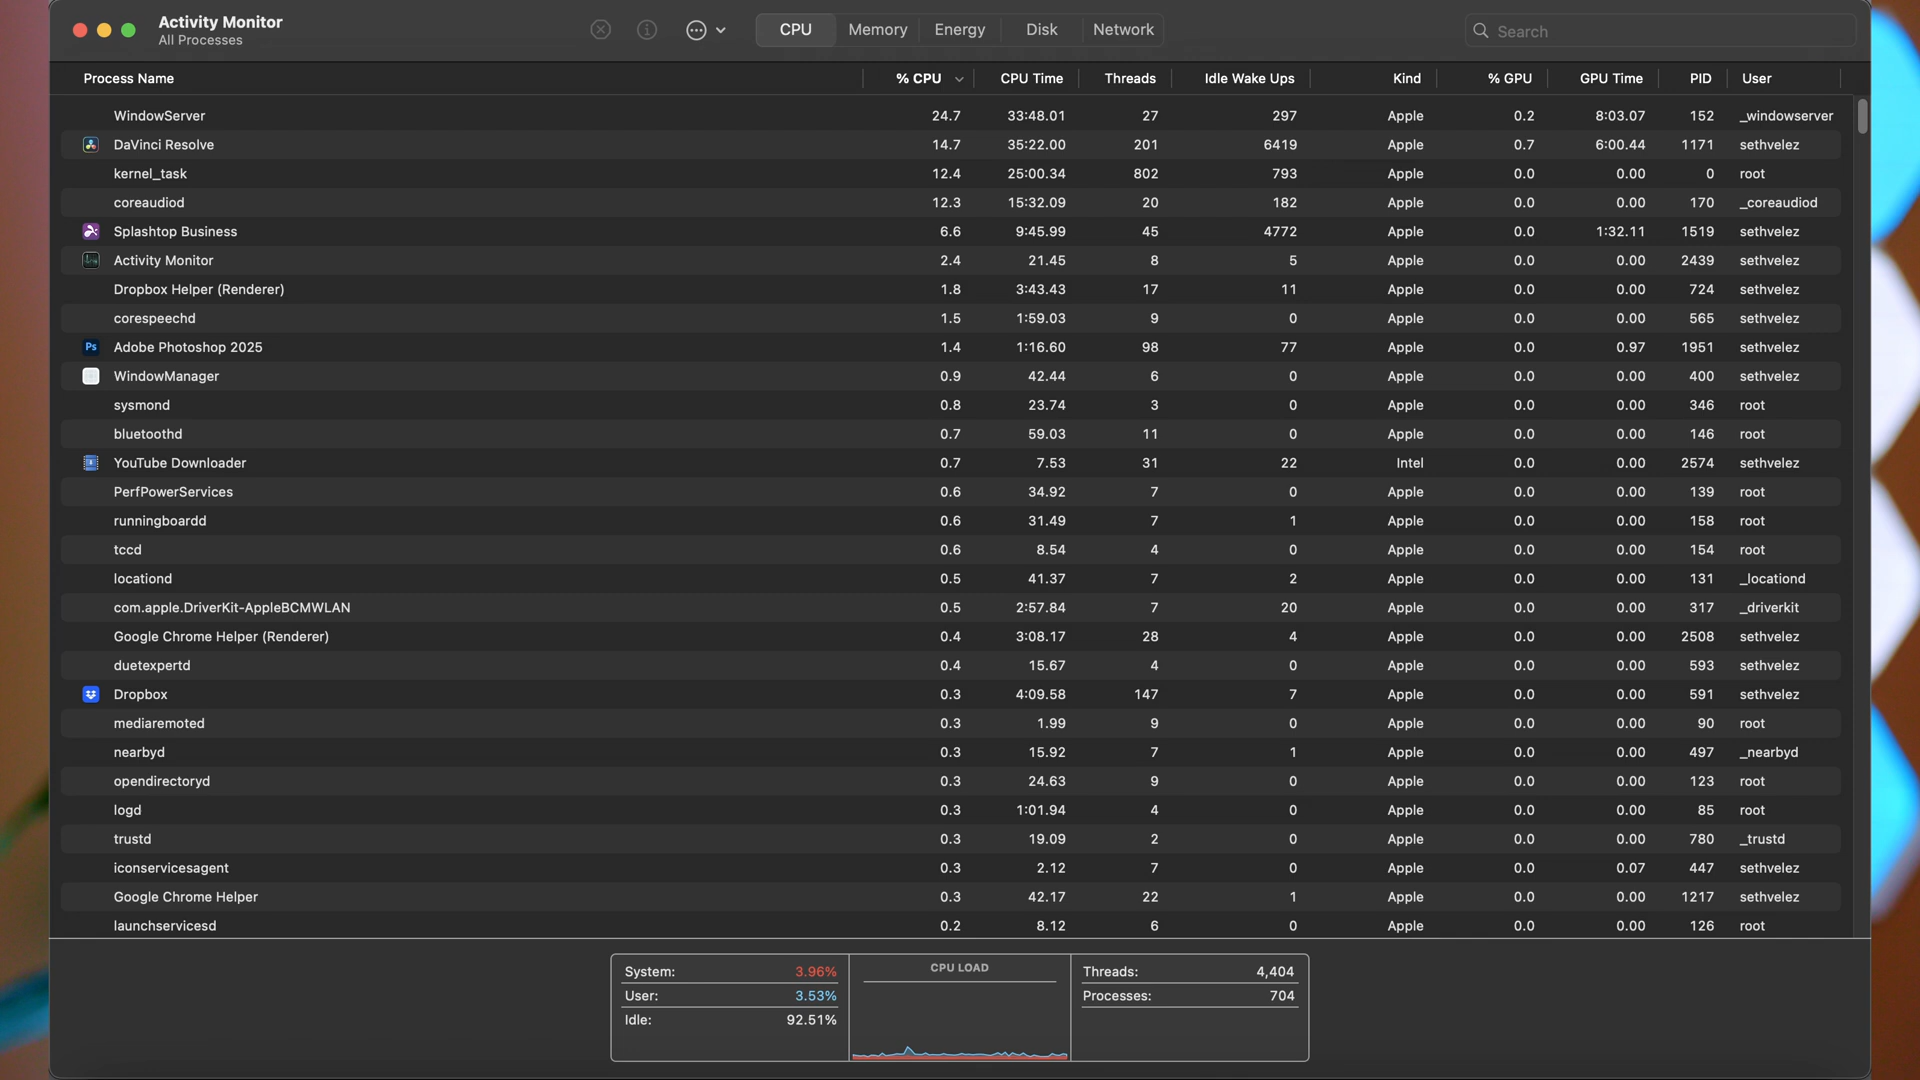 Activity Monitor
All Processes
CPU Memory Energy Disk Network
Search
Process Name % CPU CPU Time Threads Idle Wake Ups Kind % GPU GPU Time PID User
WindowServer 24.7 33:48.01 27 297 Apple 0.2 8:03.07 152 _windowserver
DaVinci Resolve 14.7 35:22.00 201 6419 Apple 0.7 6:00.44 1171 sethvelez
kernel_task 12.4 25:00.34 802 793 Apple 0.0 0.00 0 root
coreaudiod 12.3 15:32.09 20 182 Apple 0.0 0.00 170 _coreaudiod
Splashtop Business 6.6 9:45.99 45 4772 Apple 0.0 1:32.11 1519 sethvelez
Activity Monitor 2.4 21.45 8 5 Apple 0.0 0.00 2439 sethvelez
Dropbox Helper (Renderer) 1.8 3:43.43 17 11 Apple 0.0 0.00 724 sethvelez
corespeechd 1.5 1:59.03 9 0 Apple 0.0 0.00 565 sethvelez
Ps Adobe Photoshop 2025 1.4 1:16.60 98 77 Apple 0.0 0.97 1951 sethvelez
WindowManager 0.9 42.44 6 0 Apple 0.0 0.00 400 sethvelez
sysmond 0.8 23.74 3 0 Apple 0.0 0.00 346 root
bluetoothd 0.7 59.03 11 0 Apple 0.0 0.00 146 root
YouTube Downloader 0.7 7.53 31 22 Intel 0.0 0.00 2574 sethvelez
PerfPowerServices 0.6 34.92 7 0 Apple 0.0 0.00 139 root
runningboardd 0.6 31.49 7 1 Apple 0.0 0.00 158 root
tccd 0.6 8.54 4 0 Apple 0.0 0.00 154 root
locationd 0.5 41.37 7 2 Apple 0.0 0.00 131 _locationd
com.apple.DriverKit-AppleBCMWLAN 0.5 2:57.84 7 20 Apple 0.0 0.00 317 _driverkit
Google Chrome Helper (Renderer) 0.4 3:08.17 28 4 Apple 0.0 0.00 2508 sethvelez
duetexpertd 0.4 15.67 4 0 Apple 0.0 0.00 593 sethvelez
Dropbox 0.3 4:09.58 147 7 Apple 0.0 0.00 591 sethvelez
mediaremoted 0.3 1.99 9 0 Apple 0.0 0.00 90 root
nearbyd 0.3 15.92 7 1 Apple 0.0 0.00 497 _nearbyd
opendirectoryd 0.3 24.63 9 0 Apple 0.0 0.00 123 root
logd 0.3 1:01.94 4 0 Apple 0.0 0.00 85 root
trustd 0.3 19.09 2 0 Apple 0.0 0.00 780 _trustd
iconservicesagent 0.3 2.12 7 0 Apple 0.0 0.07 447 sethvelez
Google Chrome Helper 0.3 42.17 22 1 Apple 0.0 0.00 1217 sethvelez
launchservicesd 0.2 8.12 6 0 Apple 0.0 0.00 126 root
System: 3.96% CPU LOAD Threads: 4,404
User: 3.53% Processes: 704
Idle: 92.51%